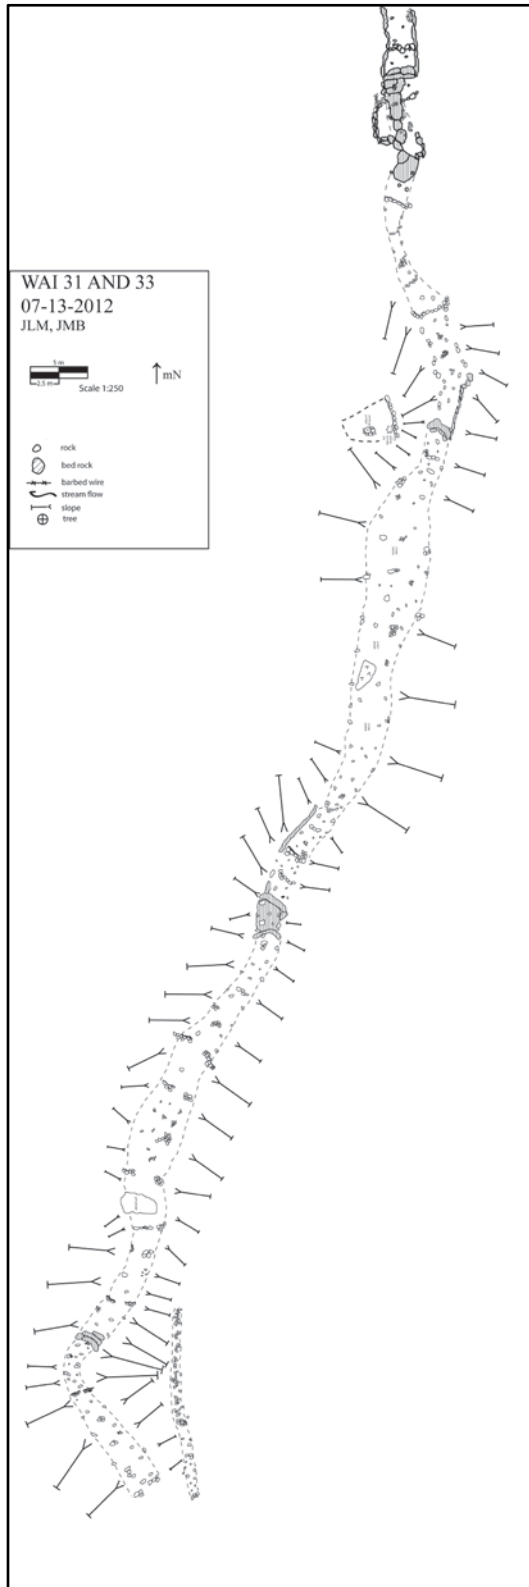 WAI 31 AND 33
07-13-2012
JLM, JMB
5 m
2.5 m
Scale 1:250
mN
rock
bed rock
barbed wire
stream flow
slope
tree